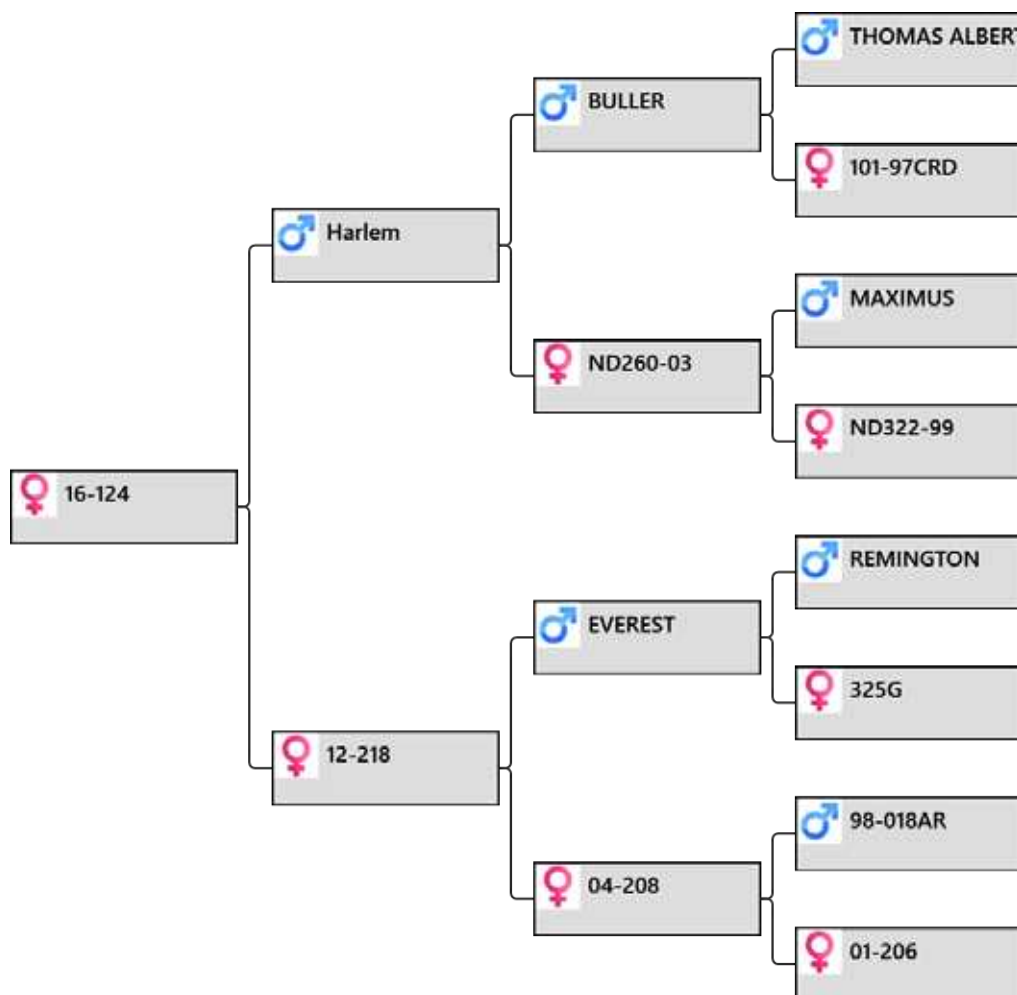 THOMAS ALBERT
BULLER
101-97CRD
Harlem
MAXIMUS
ND260-03
ND322-99
16-124
REMINGTON
EVEREST
325G
12-218
98-018AR
04-208
01-206